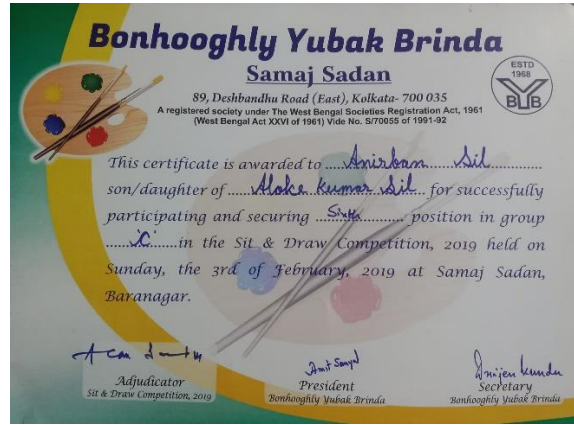 Bonhooghly Yubak Brinda
Samaj Sadan
ESTD
1968
BYB
89, Deshbandhu Road (East), Kolkata- 700 035
A registered society under The West Bengal Societies Registration Act, 1961
(West Bengal Act XXVI of 1961) Vide No. S/70055 of 1991-92
This certificate is awarded to ....Anirban Sil............
son/daughter of.....Aloke Kumar Sil....for successfully
participating and securing ....Sixth.......... position in group
......'C'......in the Sit & Draw Competition, 2019 held on
Sunday, the 3rd of February, 2019 at Samaj Sadan,
Baranagar.
Amit Sanyal
Adjudicator
Sit & Draw Competition, 2019
President
Bonhooghly Yubak Brinda
Kundu
Secretary
Bonhooghly Yubak Brinda